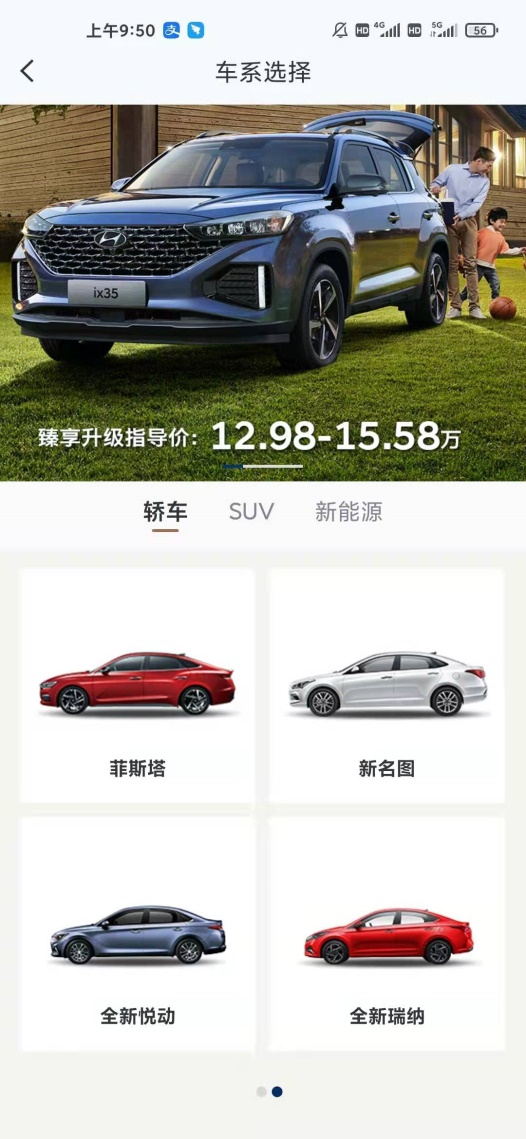 上午9:50
HD 4G HD 5G 56
车系选择
ix35
臻享升级指导价：12.98-15.58万
轿车 SUV 新能源
菲斯塔 新名图
全新悦动 全新瑞纳